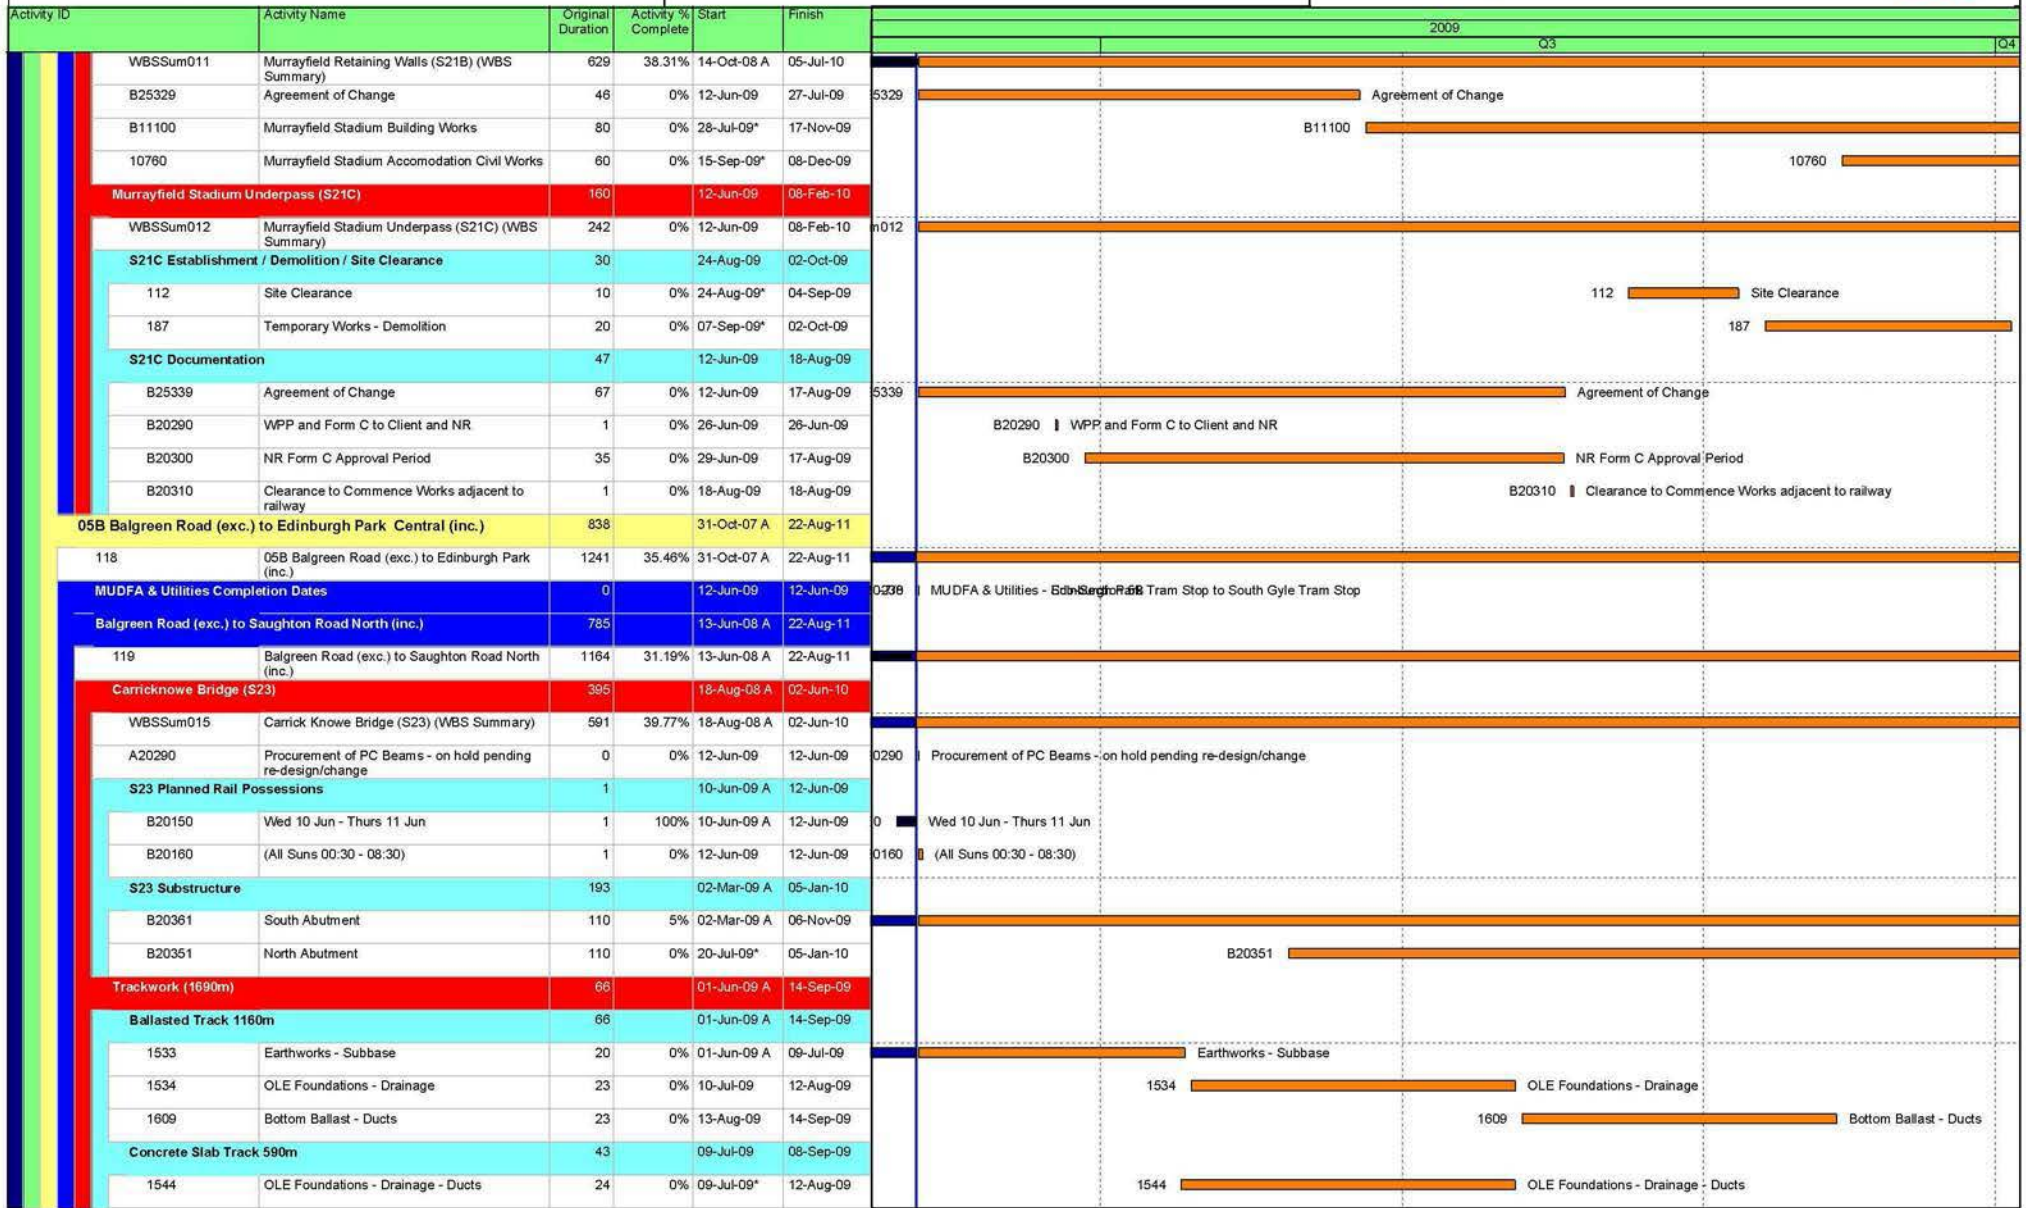 Activity ID Activity Name Original Duration Activity % Complete Start Finish
2009
Q3 Q4
WBSSum011 Murrayfield Retaining Walls (S21B) (WBS Summary) 629 38.31% 14-Oct-08 A 05-Jul-10
B25329 Agreement of Change 46 0% 12-Jun-09 27-Jul-09 5329 Agreement of Change
B11100 Murrayfield Stadium Building Works 80 0% 28-Jul-09* 17-Nov-09 B11100
10760 Murrayfield Stadium Accomodation Civil Works 60 0% 15-Sep-09* 08-Dec-09 10760
Murrayfield Stadium Underpass (S21C) 160 12-Jun-09 08-Feb-10
WBSSum012 Murrayfield Stadium Underpass (S21C) (WBS Summary) 242 0% 12-Jun-09 08-Feb-10 m012
S21C Establishment / Demolition / Site Clearance 30 24-Aug-09 02-Oct-09
112 Site Clearance 10 0% 24-Aug-09* 04-Sep-09 112 Site Clearance
187 Temporary Works - Demolition 20 0% 07-Sep-09* 02-Oct-09 187
S21C Documentation 47 12-Jun-09 18-Aug-09
B25339 Agreement of Change 67 0% 12-Jun-09 17-Aug-09 5339 Agreement of Change
B20290 WPP and Form C to Client and NR 1 0% 26-Jun-09 26-Jun-09 B20290 WPP and Form C to Client and NR
B20300 NR Form C Approval Period 35 0% 29-Jun-09 17-Aug-09 B20300 NR Form C Approval Period
B20310 Clearance to Commence Works adjacent to railway 1 0% 18-Aug-09 18-Aug-09 B20310 Clearance to Commence Works adjacent to railway
05B Balgreen Road (exc.) to Edinburgh Park Central (inc.) 838 31-Oct-07 A 22-Aug-11
118 05B Balgreen Road (exc.) to Edinburgh Park (inc.) 1241 35.46% 31-Oct-07 A 22-Aug-11
MUDFA & Utilities Completion Dates 0 12-Jun-09 12-Jun-09 MUDFA & Utilities - Tram Stop to South Gyle Tram Stop
Balgreen Road (exc.) to Saughton Road North (inc.) 785 13-Jun-08 A 22-Aug-11
119 Balgreen Road (exc.) to Saughton Road North (inc.) 1164 31.19% 13-Jun-08 A 22-Aug-11
Carricknowe Bridge (S23) 395 18-Aug-08 A 02-Jun-10
WBSSum015 Carrick Knowe Bridge (S23) (WBS Summary) 591 39.77% 18-Aug-08 A 02-Jun-10
A20290 Procurement of PC Beams - on hold pending re-design/change 0 0% 12-Jun-09 12-Jun-09 0290 Procurement of PC Beams - on hold pending re-design/change
S23 Planned Rail Possessions 1 10-Jun-09 A 12-Jun-09
B20150 Wed 10 Jun - Thurs 11 Jun 1 100% 10-Jun-09 A 12-Jun-09 0 Wed 10 Jun - Thurs 11 Jun
B20160 (All Suns 00:30 - 08:30) 1 0% 12-Jun-09 12-Jun-09 0160 (All Suns 00:30 - 08:30)
S23 Substructure 193 02-Mar-09 A 05-Jan-10
B20361 South Abutment 110 5% 02-Mar-09 A 06-Nov-09
B20351 North Abutment 110 0% 20-Jul-09* 05-Jan-10 B20351
Trackwork (1690m) 66 01-Jun-09 A 14-Sep-09
Ballasted Track 1160m 66 01-Jun-09 A 14-Sep-09
1533 Earthworks - Subbase 20 0% 01-Jun-09 A 09-Jul-09 Earthworks - Subbase
1534 OLE Foundations - Drainage 23 0% 10-Jul-09 12-Aug-09 1534 OLE Foundations - Drainage
1609 Bottom Ballast - Ducts 23 0% 13-Aug-09 14-Sep-09 1609 Bottom Ballast - Ducts
Concrete Slab Track 590m 43 09-Jul-09 08-Sep-09
1544 OLE Foundations - Drainage - Ducts 24 0% 09-Jul-09* 12-Aug-09 1544 OLE Foundations - Drainage - Ducts